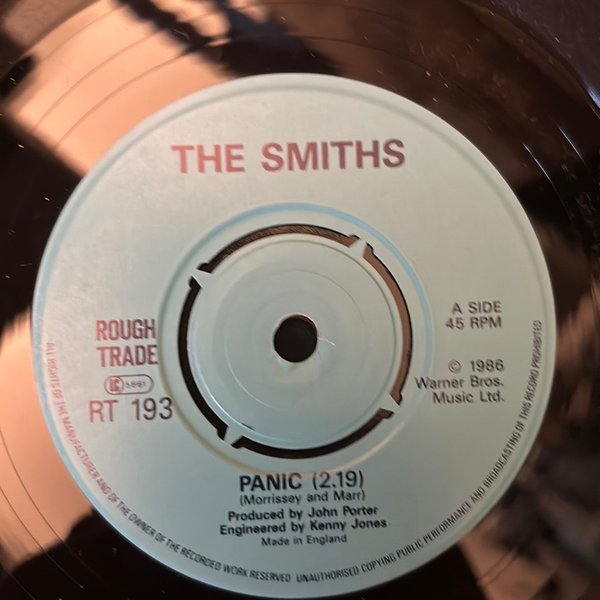 THE SMITHS
ROUGH
TRADE
LC 5661
RT 193
A SIDE
45 RPM
© 1986
Warner Bros.
Music Ltd.
PANIC (2.19)
(Morrissey and Marr)
Produced by John Porter
Engineered by Kenny Jones
Made in England
ALL RIGHTS OF THE MANUFACTURER AND OF THE OWNER OF THE RECORDED WORK RESERVED UNAUTHORISED COPYING PUBLIC PERFORMANCE AND BROADCASTING OF THIS RECORD PROHIBITED